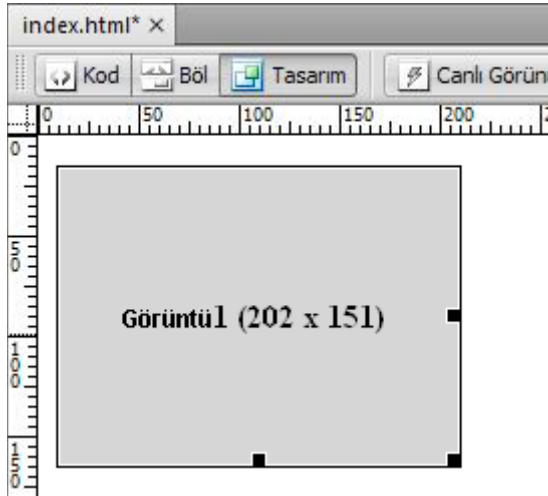 index.html* ×
Kod Böl Tasarım Canlı Görün
0 50 100 150 200 2
0
50
100
150
Görüntü1 (202 x 151)